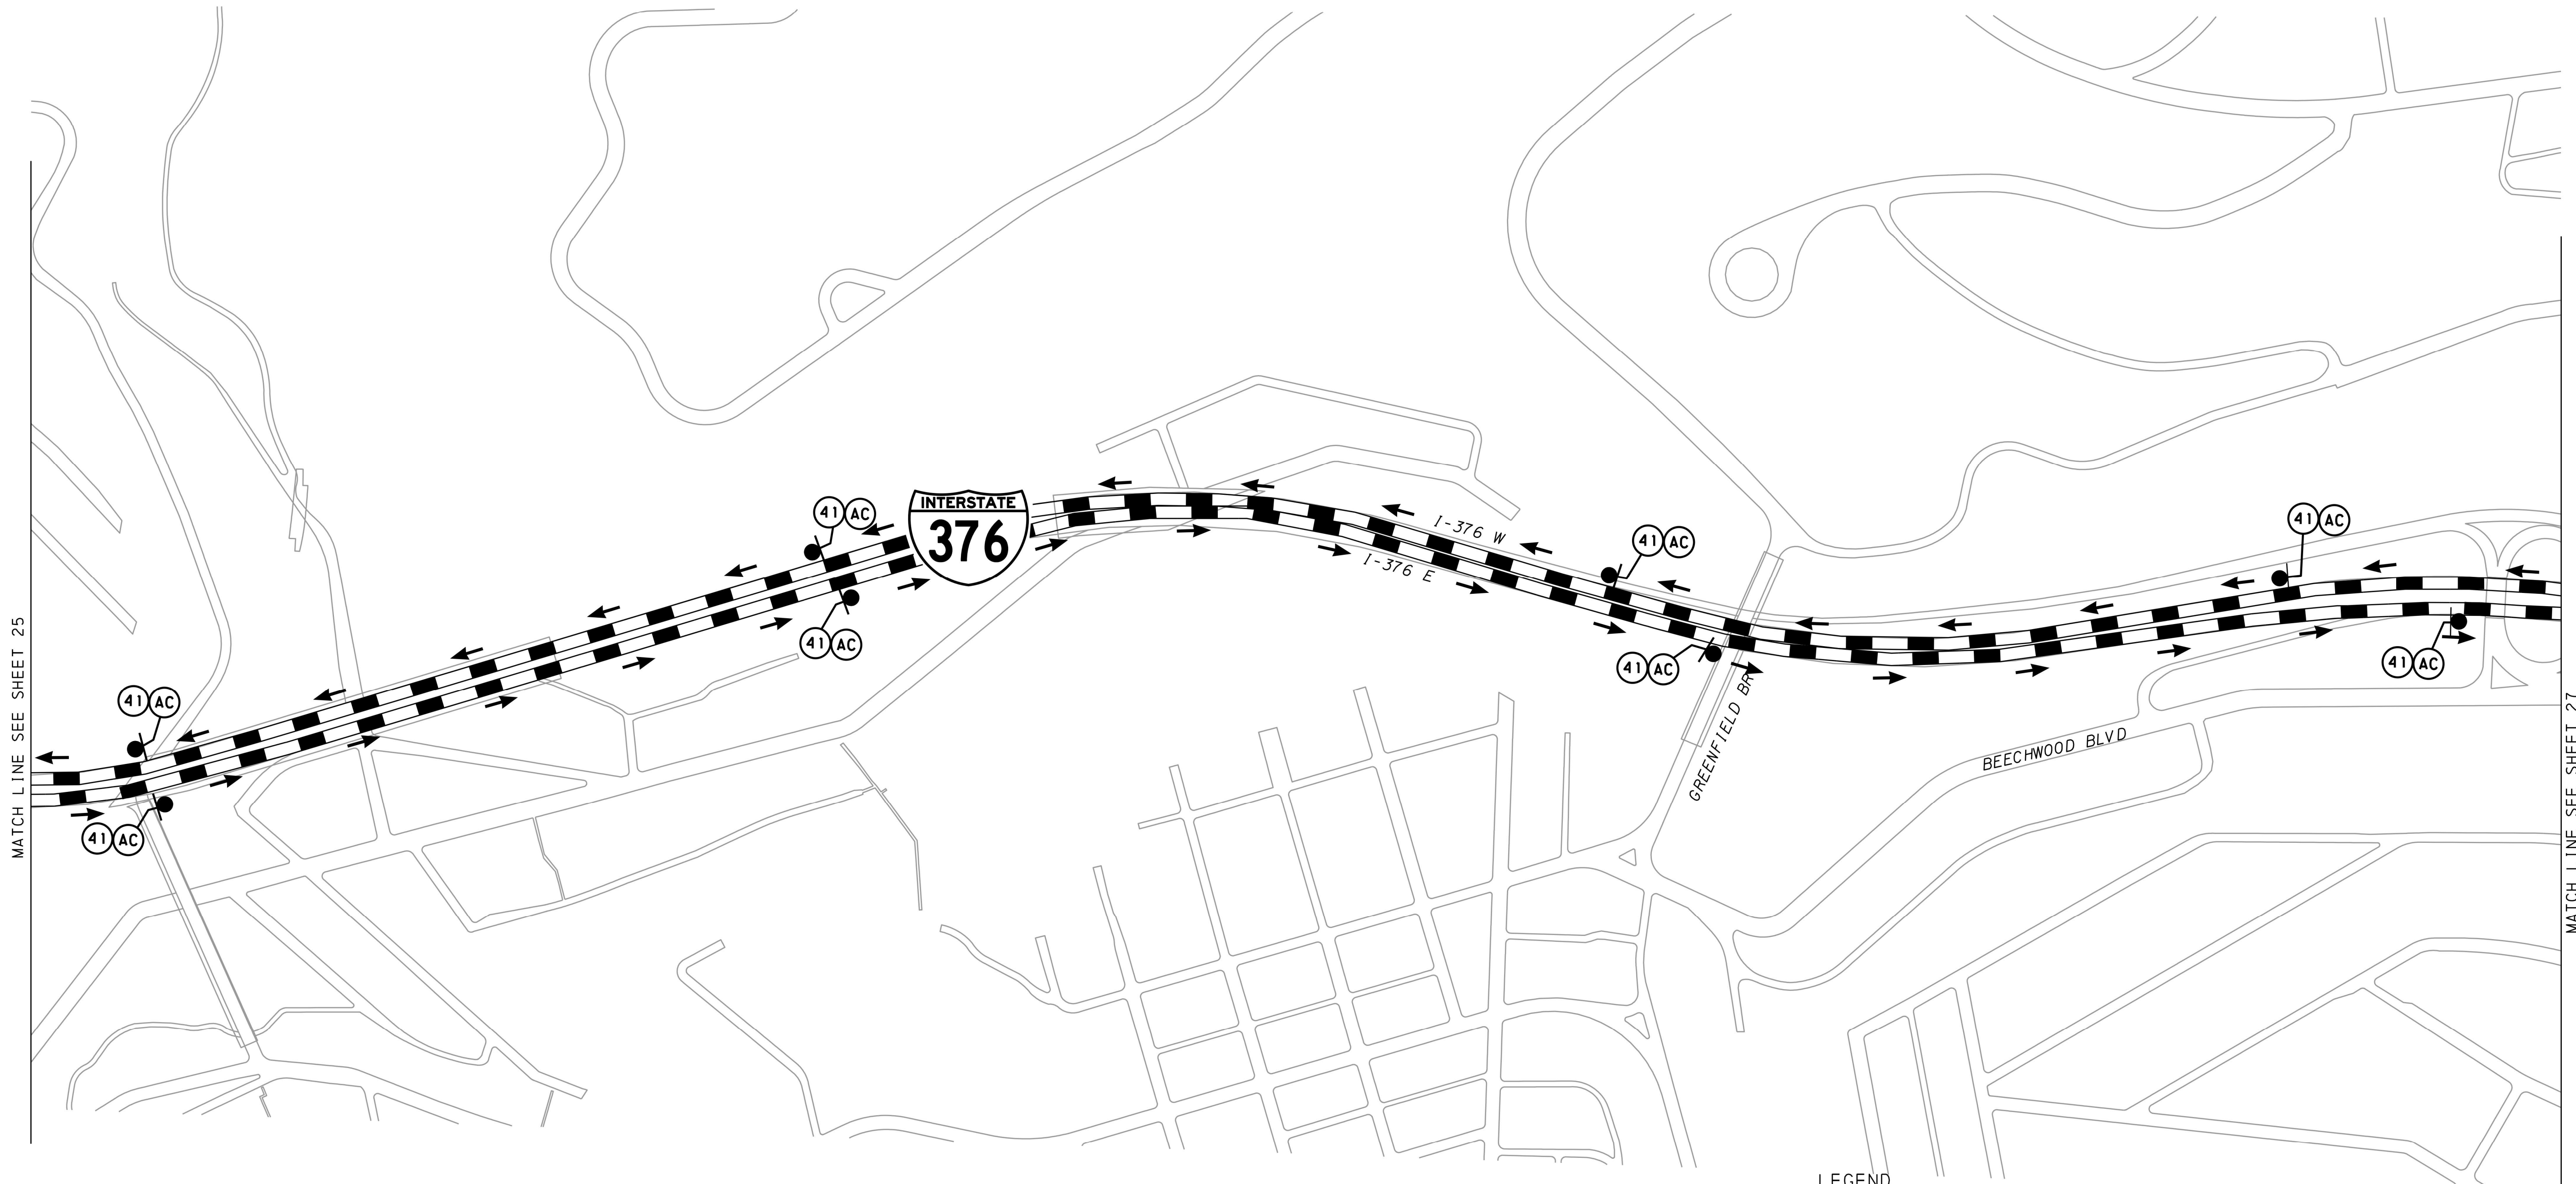 41 AC
INTERSTATE
376
41 AC
I-376 W
I-376 E
41 AC
41 AC
41 AC
41 AC
41 AC
41 AC
GREENFIELD BR
BEECHWOOD BLVD
MATCH LINE SEE SHEET 25
MATCH LINE SEE SHEET 27
LEGEND